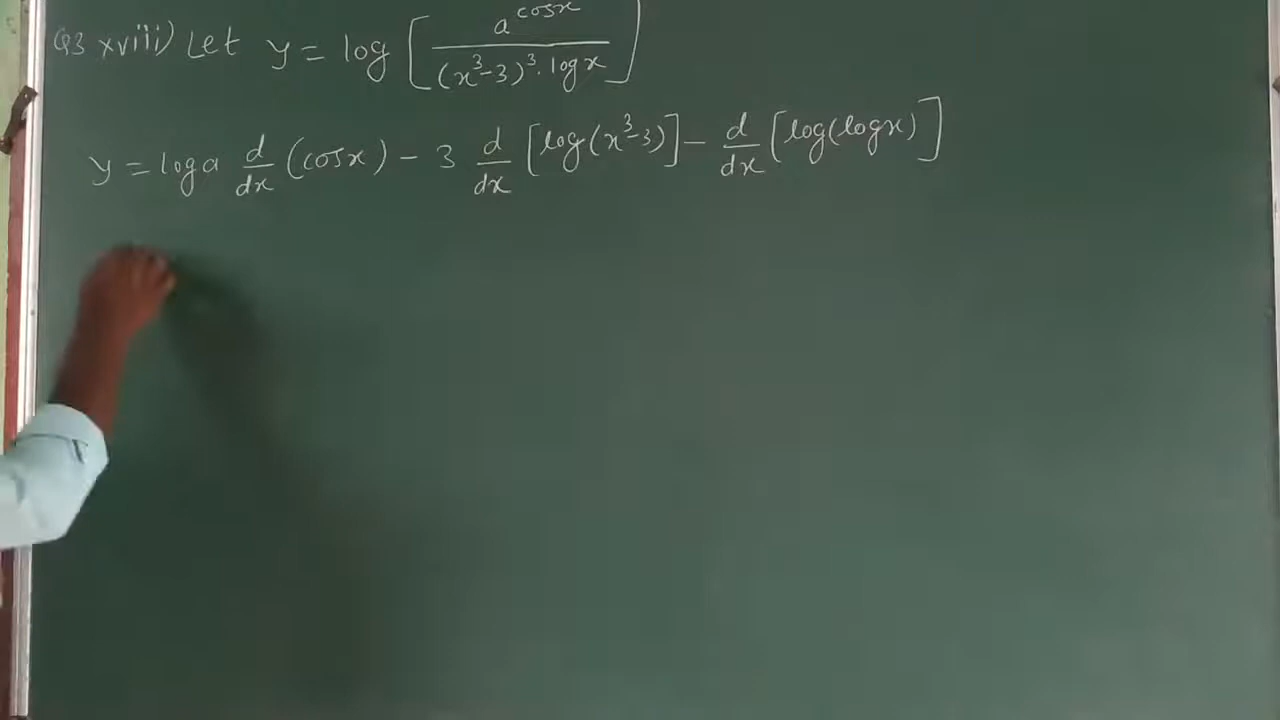 Q3 xviii) Let y = log [ a^cosx / (x³-3)³ · logx ]
y = loga d/dx (cosx) - 3 d/dx [log(x³-3)] - d/dx [log(logx)]